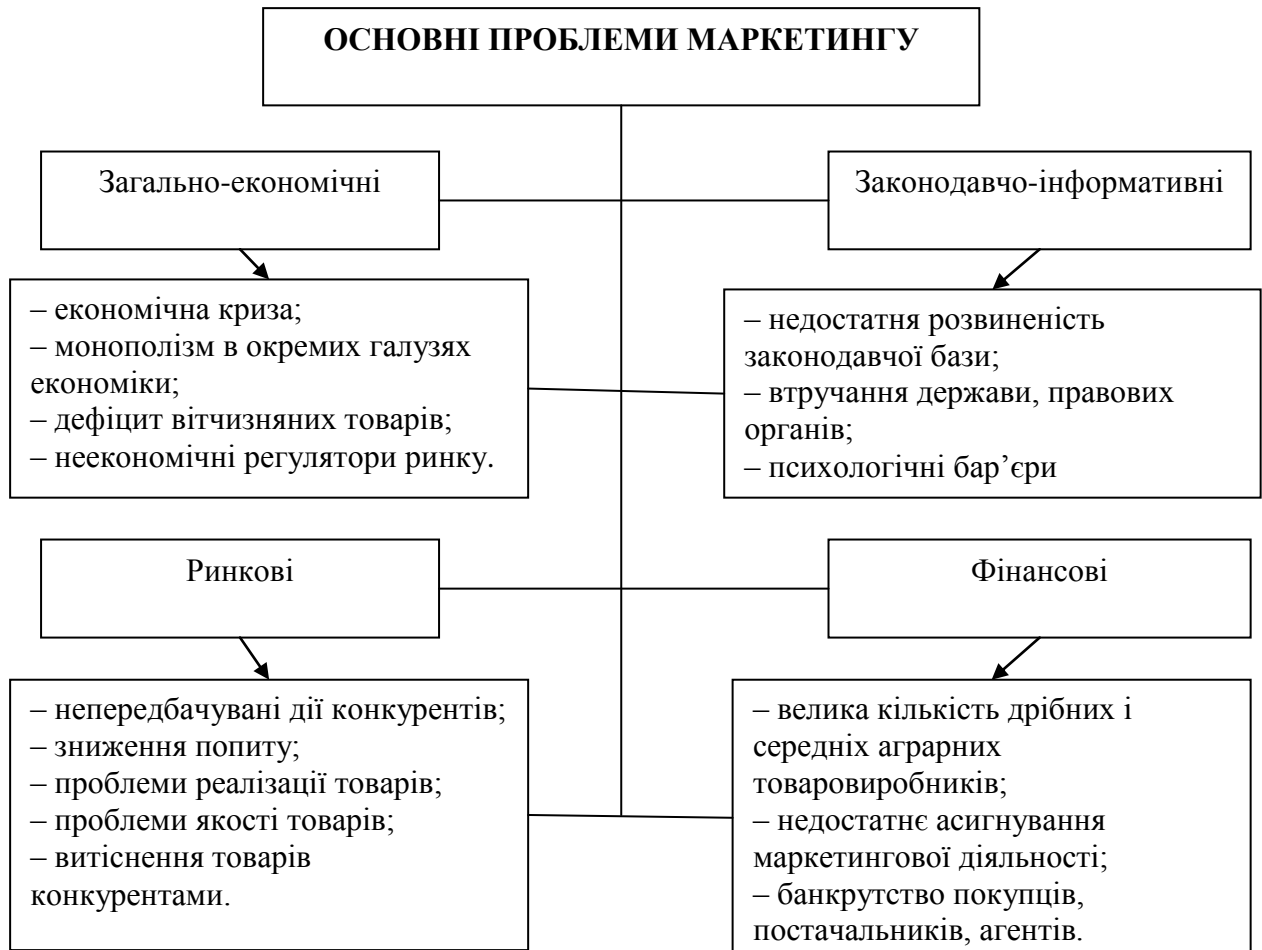 ОСНОВНІ ПРОБЛЕМИ МАРКЕТИНГУ
Загально-економічні
Законодавчо-інформативні
– економічна криза;
– монополізм в окремих галузях
економіки;
– дефіцит вітчизняних товарів;
– неекономічні регулятори ринку.
– недостатня розвиненість
законодавчої бази;
– втручання держави, правових
органів;
– психологічні бар’єри
Ринкові
Фінансові
– непередбачувані дії конкурентів;
– зниження попиту;
– проблеми реалізації товарів;
– проблеми якості товарів;
– витіснення товарів
конкурентами.
– велика кількість дрібних і
середніх аграрних
товаровиробників;
– недостатнє асигнування
маркетингової діяльності;
– банкрутство покупців,
постачальників, агентів.